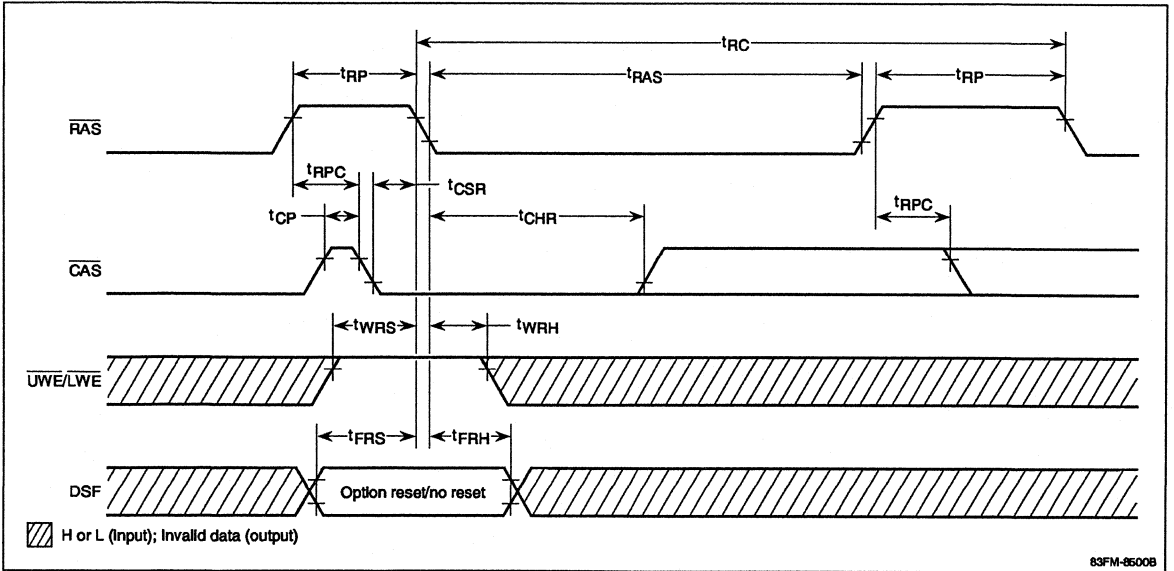 tRC
tRP
tRAS
tRP
RAS
tRPC
tCSR
tCP
tCHR
tRPC
CAS
tWRS
tWRH
UWE/LWE
tFRS
tFRH
DSF
Option reset/no reset
H or L (Input); Invalid data (output)
83FM-8500B